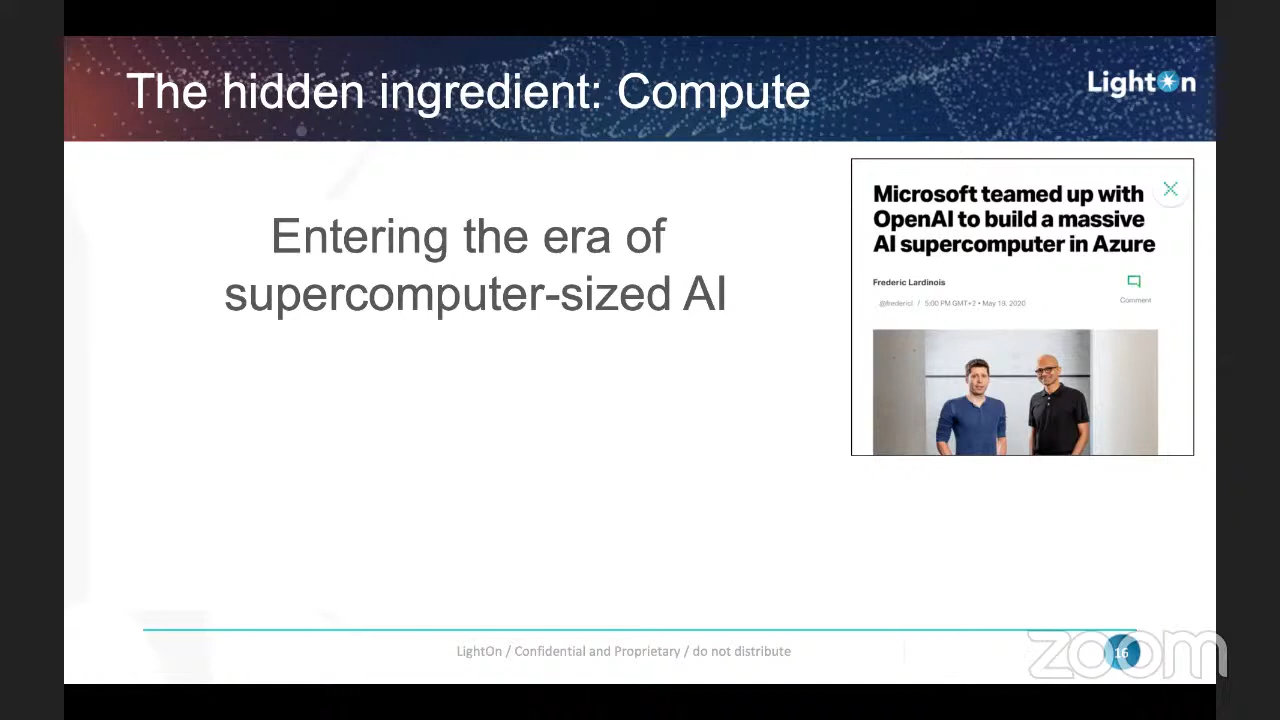 The hidden ingredient: Compute
LightOn
Entering the era of
supercomputer-sized AI
Microsoft teamed up with
OpenAI to build a massive
AI supercomputer in Azure
Frederic Lardinois
@fredericl / 5:00 PM GMT+2 • May 19, 2020
Comment
LightOn / Confidential and Proprietary / do not distribute
16
zoom